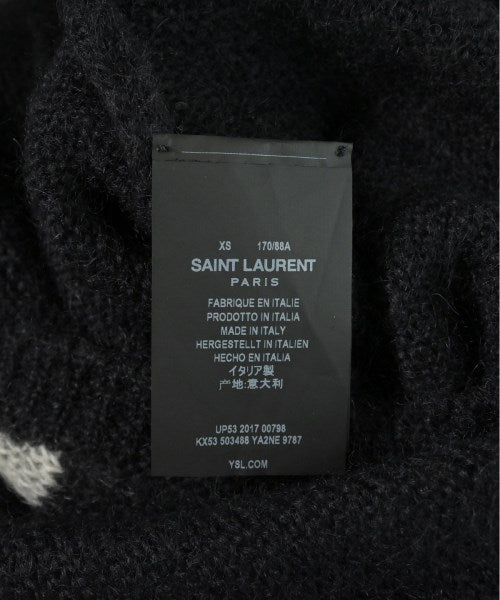 XS 170/88A
SAINT LAURENT
PARIS
FABRIQUE EN ITALIE
PRODOTTO IN ITALIA
MADE IN ITALY
HERGESTELLT IN ITALIEN
HECHO EN ITALIA
イタリア製
地:意大利
UP53 2017 00798
KX53 503488 YA2NE 9787
YSL.COM